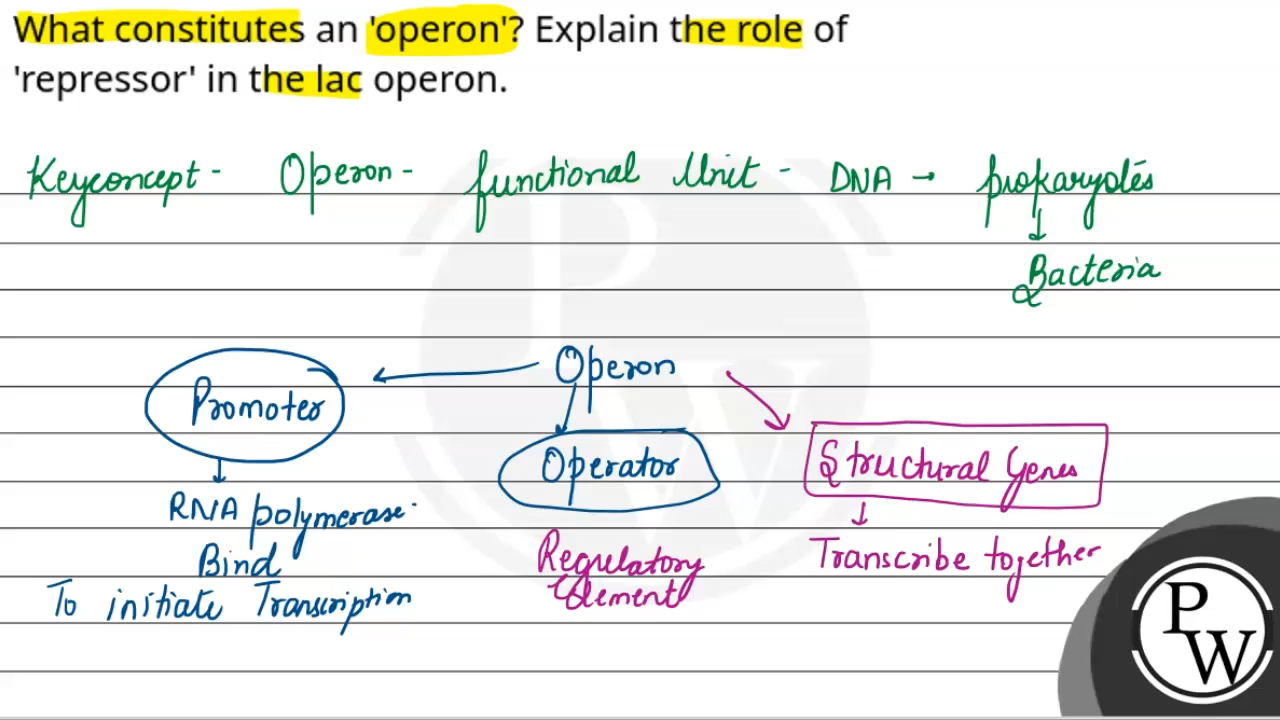 What constitutes an 'operon'? Explain the role of
'repressor' in the lac operon.
Keyconcept - Operon - functional Unit - DNA → prokaryotes
Bacteria
Operon
Promoter
Operator
Structural Genes
RNA polymerase.
Bind
To initiate Transcription
Regulatory
Element
Transcribe together
PW
PW